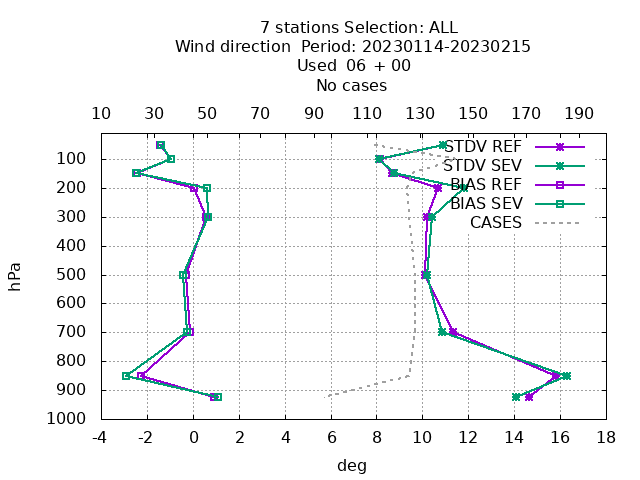 7 stations Selection: ALL
Wind direction  Period: 20230114-20230215
Used  06 + 00
No cases
10 30 50 70 90 110 130 150 170 190
STDV REF
STDV SEV
BIAS REF
BIAS SEV
CASES
hPa
100
200
300
400
500
600
700
800
900
1000
-4 -2 0 2 4 6 8 10 12 14 16 18
deg